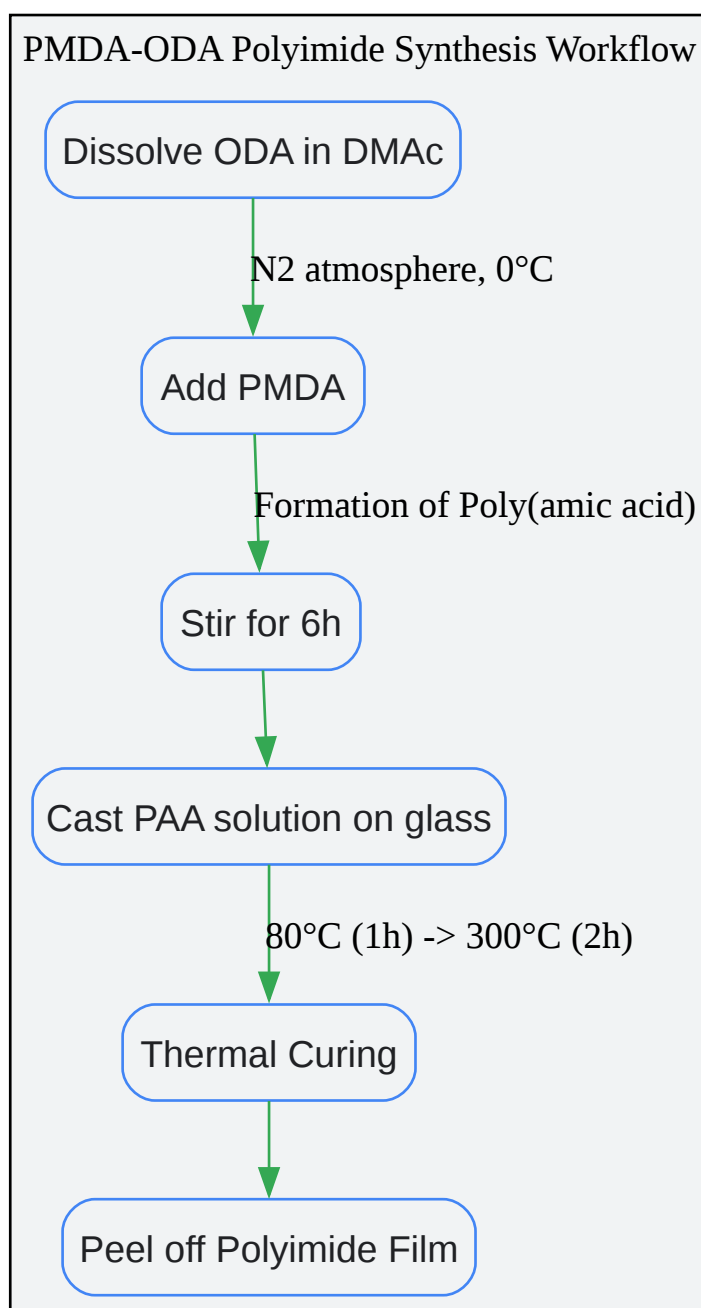 PMDA-ODA Polyimide Synthesis Workflow
Dissolve ODA in DMAc
N2 atmosphere, 0°C
Add PMDA
Formation of Poly(amic acid)
Stir for 6h
Cast PAA solution on glass
80°C (1h) -> 300°C (2h)
Thermal Curing
Peel off Polyimide Film